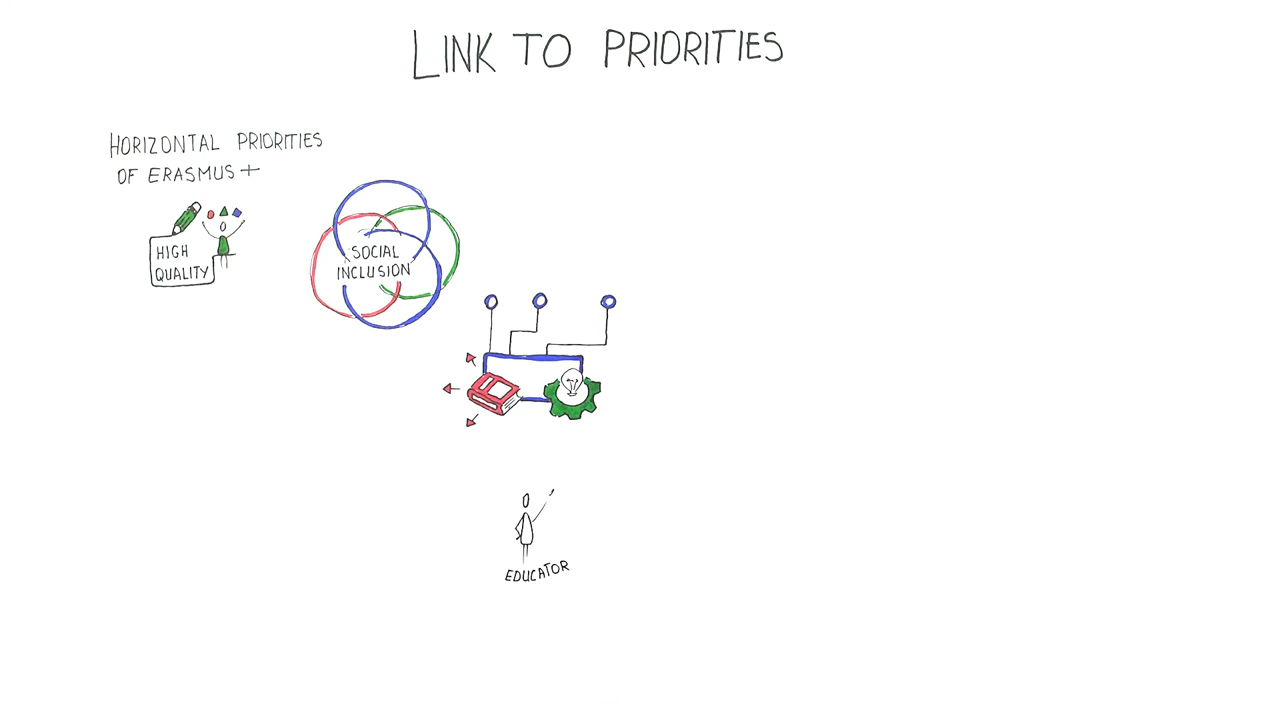 LINK TO PRIORITIES
HORIZONTAL PRIORITIES
OF ERASMUS +
HIGH
QUALITY
SOCIAL
INCLUSION
EDUCATOR